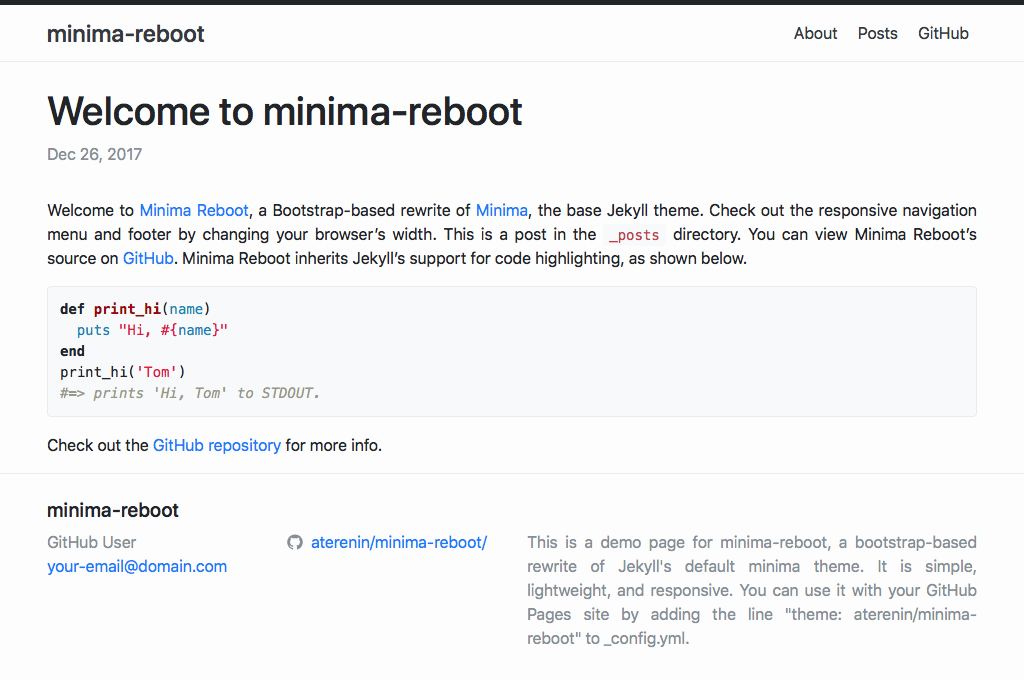 minima-reboot
About Posts GitHub
Welcome to minima-reboot
Dec 26, 2017
Welcome to Minima Reboot, a Bootstrap-based rewrite of Minima, the base Jekyll theme. Check out the responsive navigation
menu and footer by changing your browser’s width. This is a post in the _posts directory. You can view Minima Reboot’s
source on GitHub. Minima Reboot inherits Jekyll’s support for code highlighting, as shown below.
def print_hi(name)
  puts "Hi, #{name}"
end
print_hi('Tom')
#=> prints 'Hi, Tom' to STDOUT.
Check out the GitHub repository for more info.
minima-reboot
GitHub User
your-email@domain.com
aterenin/minima-reboot/
This is a demo page for minima-reboot, a bootstrap-based
rewrite of Jekyll's default minima theme. It is simple,
lightweight, and responsive. You can use it with your GitHub
Pages site by adding the line "theme: aterenin/minima-
reboot" to _config.yml.